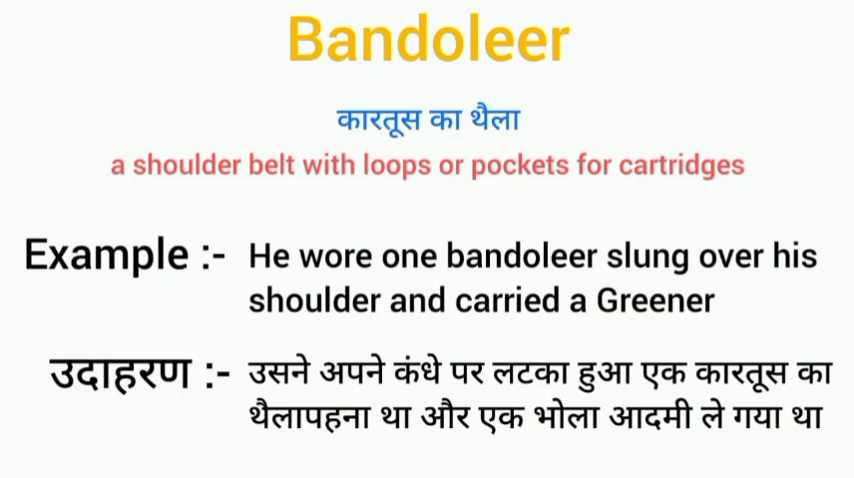 Bandoleer
कारतूस का थैला
a shoulder belt with loops or pockets for cartridges
Example :- He wore one bandoleer slung over his
shoulder and carried a Greener
उदाहरण :- उसने अपने कंधे पर लटका हुआ एक कारतूस का
थैलापहना था और एक भोला आदमी ले गया था